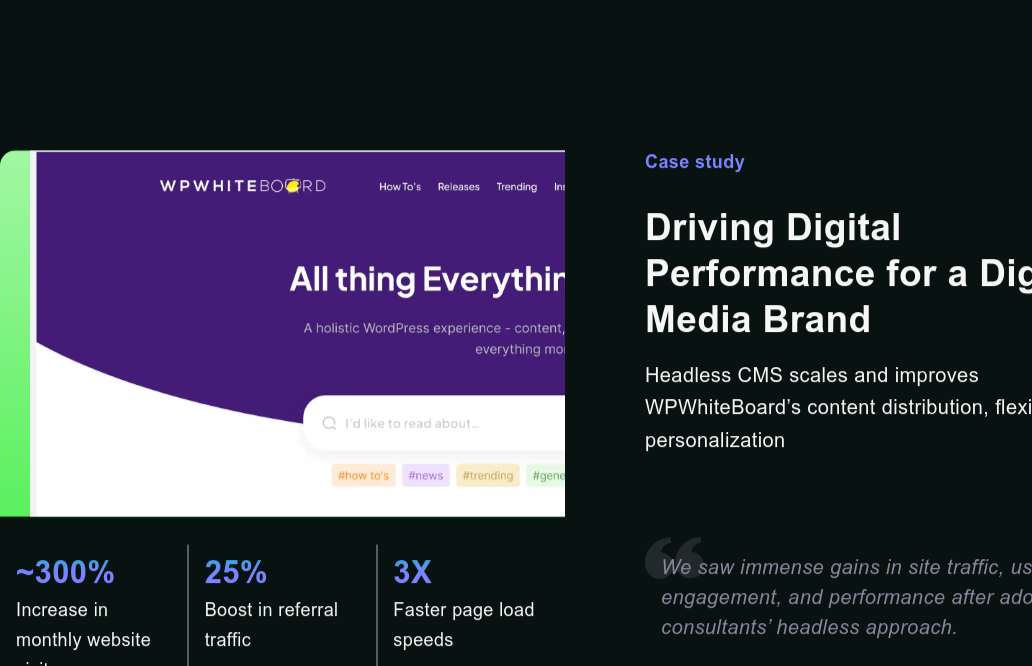 Case study
Driving Digital
Performance for a Dig
Media Brand
Headless CMS scales and improves
WPWhiteBoard’s content distribution, flexi
personalization
We saw immense gains in site traffic, us
engagement, and performance after ado
consultants’ headless approach.
WPWHITEBOARD
How To's Releases Trending Ins
All thing Everythin
A holistic WordPress experience - content,
everything mo
I'd like to read about...
#how to's #news #trending #gene
~300%
Increase in
monthly website
25%
Boost in referral
traffic
3X
Faster page load
speeds